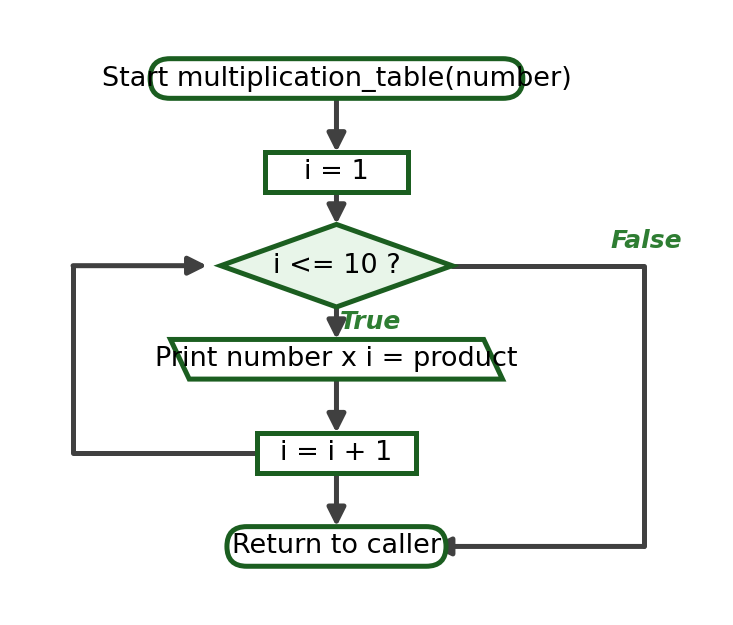 Start multiplication_table(number)
i = 1
False
i <= 10 ?
True
Print number x i = product
i = i + 1
Return to caller